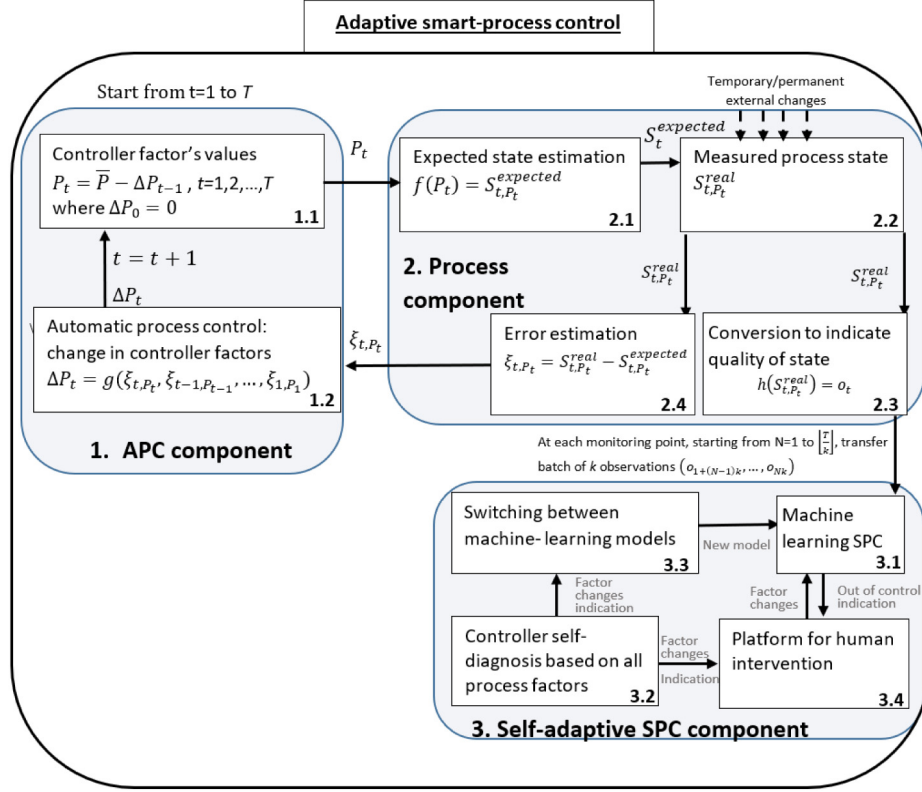 Adaptive smart-process control
Start from t=1 to T
Temporary/permanent
external changes
Controller factor's values
P_t = P̅ − ΔP_{t−1} , t=1,2,...,T
where ΔP_0 = 0
1.1
P_t
Expected state estimation
f(P_t) = S_{t,P_t}^{expected}
2.1
S_t^{expected}
Measured process state
S_{t,P_t}^{real}
2.2
t = t + 1
ΔP_t
2. Process
component
S_{t,P_t}^{real}
S_{t,P_t}^{real}
Automatic process control:
change in controller factors
ΔP_t = g(ξ_{t,P_t}, ξ_{t−1,P_{t−1}}, ..., ξ_{1,P_1})
1.2
ξ_{t,P_t}
Error estimation
ξ_{t,P_t} = S_{t,P_t}^{real} − S_{t,P_t}^{expected}
2.4
Conversion to indicate
quality of state
h(S_{t,P_t}^{real}) = o_t
2.3
1. APC component
At each monitoring point, starting from N=1 to ⌊T/k⌋, transfer
batch of k observations (o_{1+(N−1)k}, ..., o_{Nk})
Switching between
machine- learning models
3.3
New model
Machine
learning SPC
3.1
Factor
changes
indication
Factor
changes
Out of control
indication
Controller self-
diagnosis based on all
process factors
3.2
Factor
changes
Indication
Platform for human
intervention
3.4
3. Self-adaptive SPC component